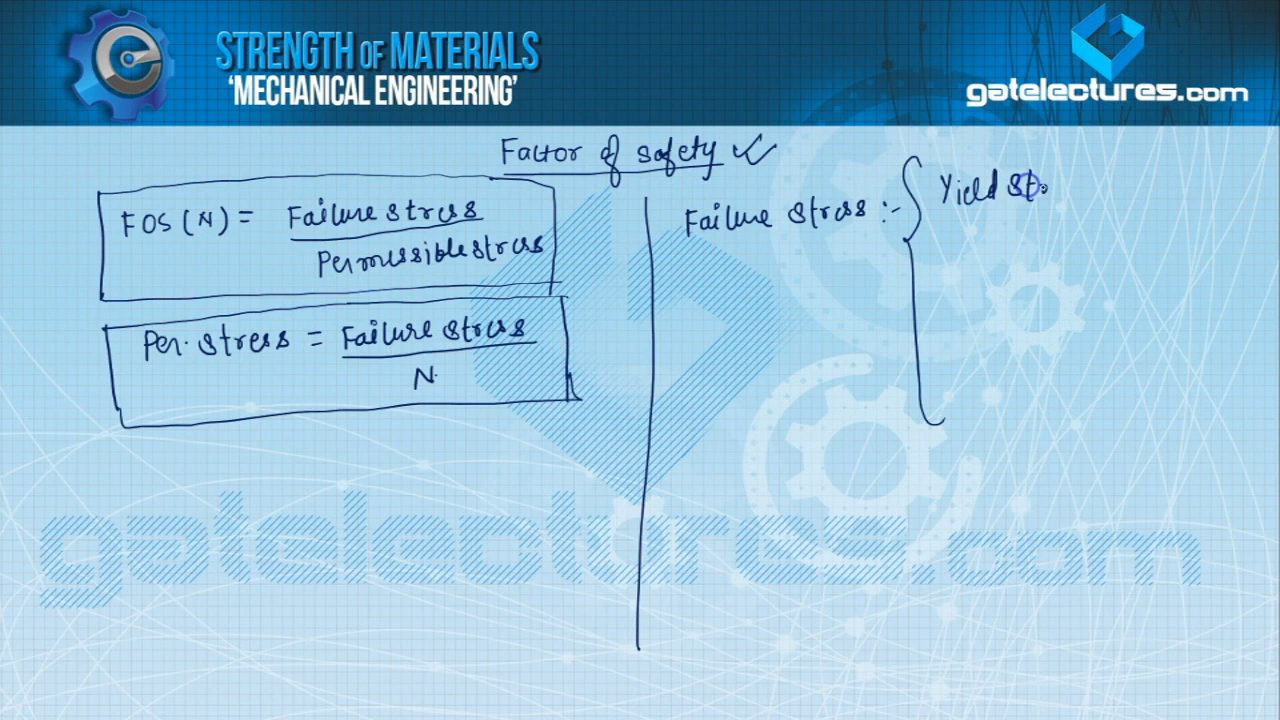 STRENGTH OF MATERIALS
'MECHANICAL ENGINEERING'
gatelectures.com
Factor of safety
FOS (N) = Failure stress
Permissible stress
Per. stress = Failure stress
N
Failure stress :-
Yield st.
gatelectures.com